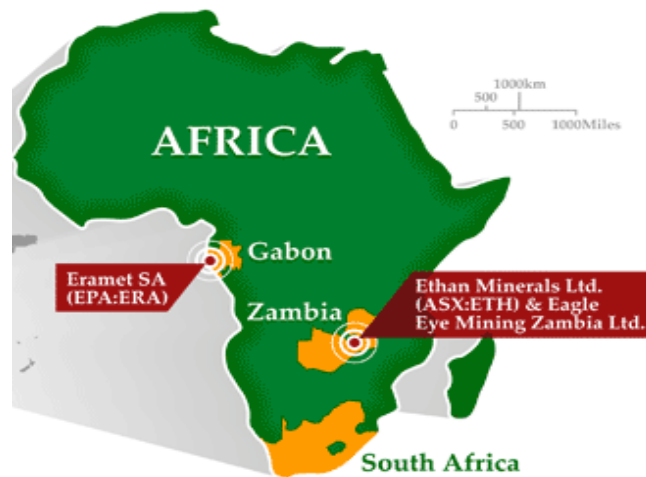 AFRICA
1000km
500
0 500 1000Miles
Gabon
Eramet SA
(EPA:ERA)
Zambia
Ethan Minerals Ltd.
(ASX:ETH) & Eagle
Eye Mining Zambia Ltd.
South Africa